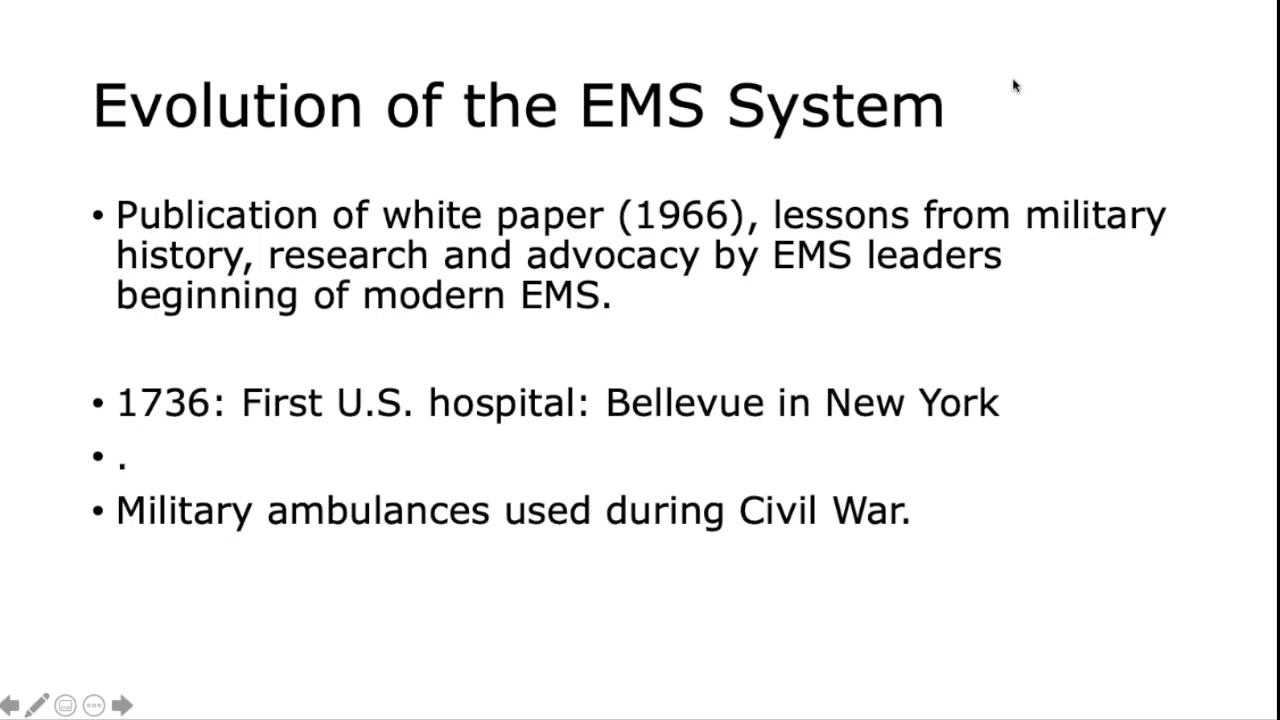 Evolution of the EMS System
• Publication of white paper (1966), lessons from military
history, research and advocacy by EMS leaders
beginning of modern EMS.
• 1736: First U.S. hospital: Bellevue in New York
• .
• Military ambulances used during Civil War.